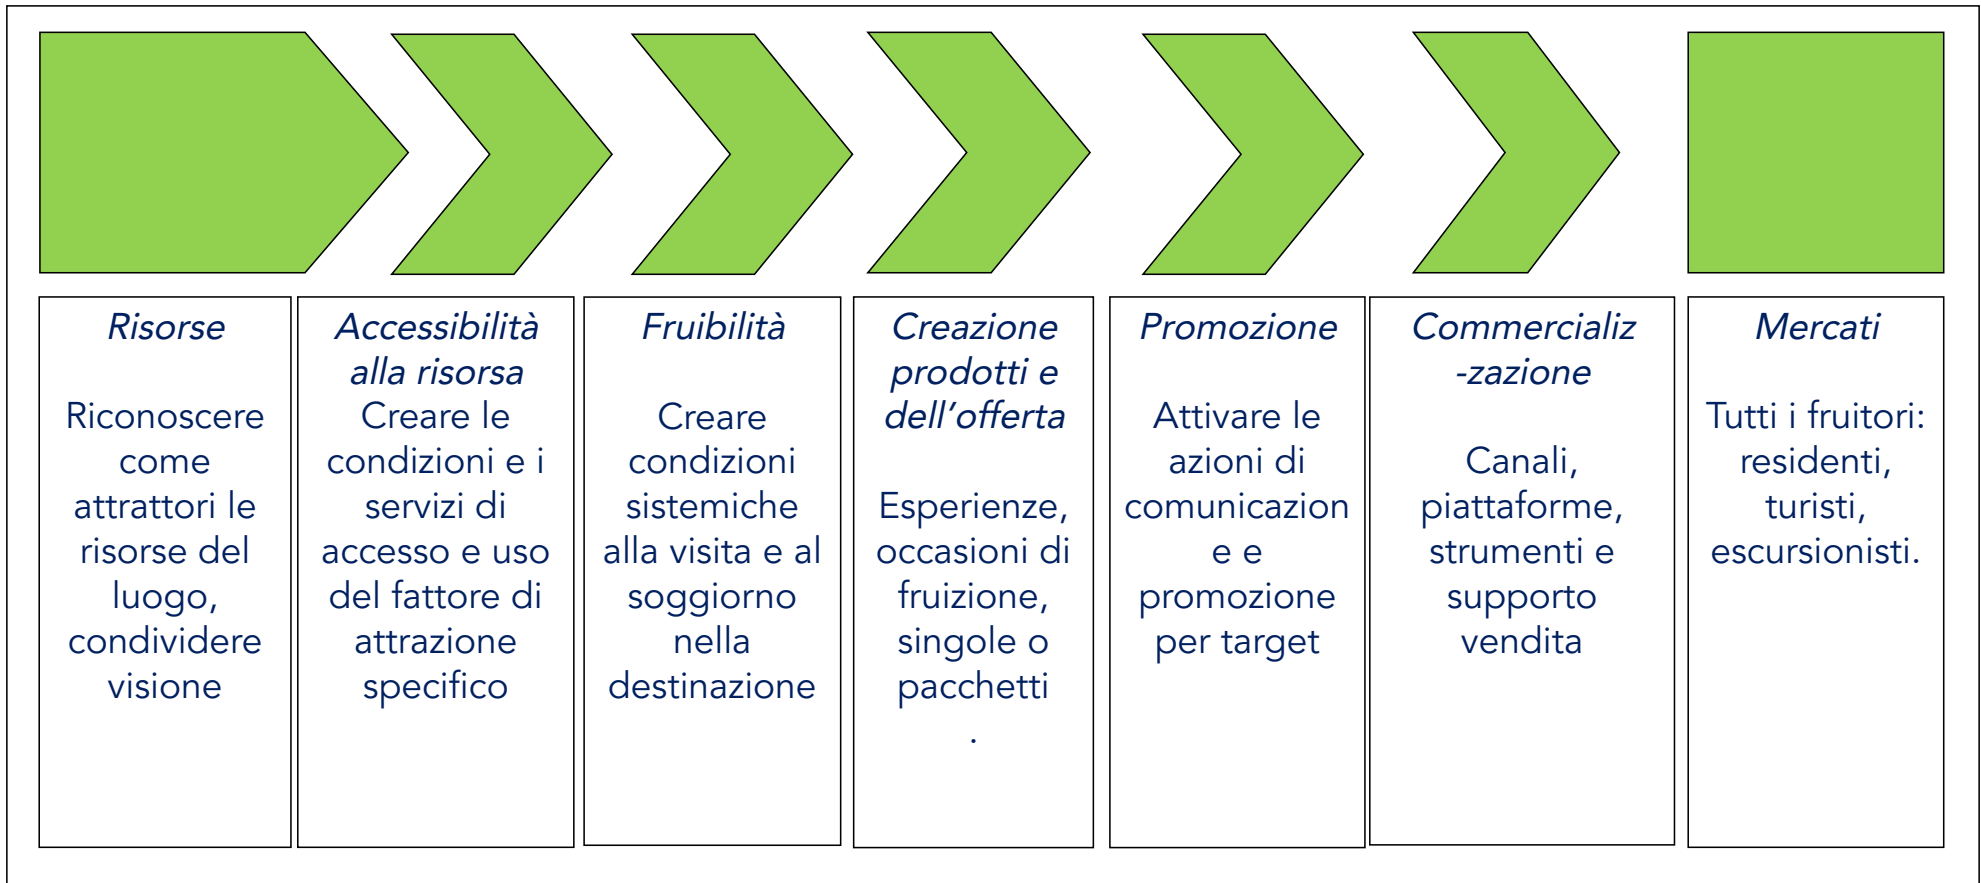 Risorse
Riconoscere
come
attrattori le
risorse del
luogo,
condividere
visione
Accessibilità
alla risorsa
Creare le
condizioni e i
servizi di
accesso e uso
del fattore di
attrazione
specifico
Fruibilità
Creare
condizioni
sistemiche
alla visita e al
soggiorno
nella
destinazione
Creazione
prodotti e
dell’offerta
Esperienze,
occasioni di
fruizione,
singole o
pacchetti
.
Promozione
Attivare le
azioni di
comunicazion
e e
promozione
per target
Commercializ
-zazione
Canali,
piattaforme,
strumenti e
supporto
vendita
Mercati
Tutti i fruitori:
residenti,
turisti,
escursionisti.